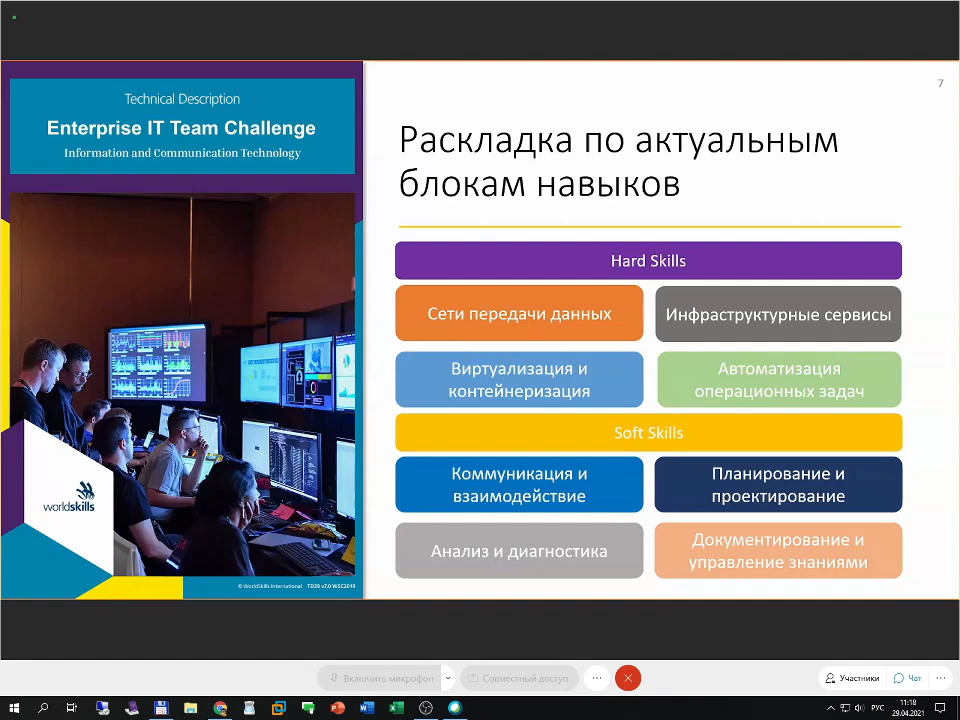 7
Technical Description
Enterprise IT Team Challenge
Information and Communication Technology
worldskills
© WorldSkills International TD39 v7.0 WSC2019
Раскладка по актуальным
блокам навыков
Hard Skills
Сети передачи данных
Инфраструктурные сервисы
Виртуализация и
контейнеризация
Автоматизация
операционных задач
Soft Skills
Коммуникация и
взаимодействие
Планирование и
проектирование
Анализ и диагностика
Документирование и
управление знаниями
Включить микрофон
Совместный доступ
Участники
Чат
РУС
11:18
29.04.2021